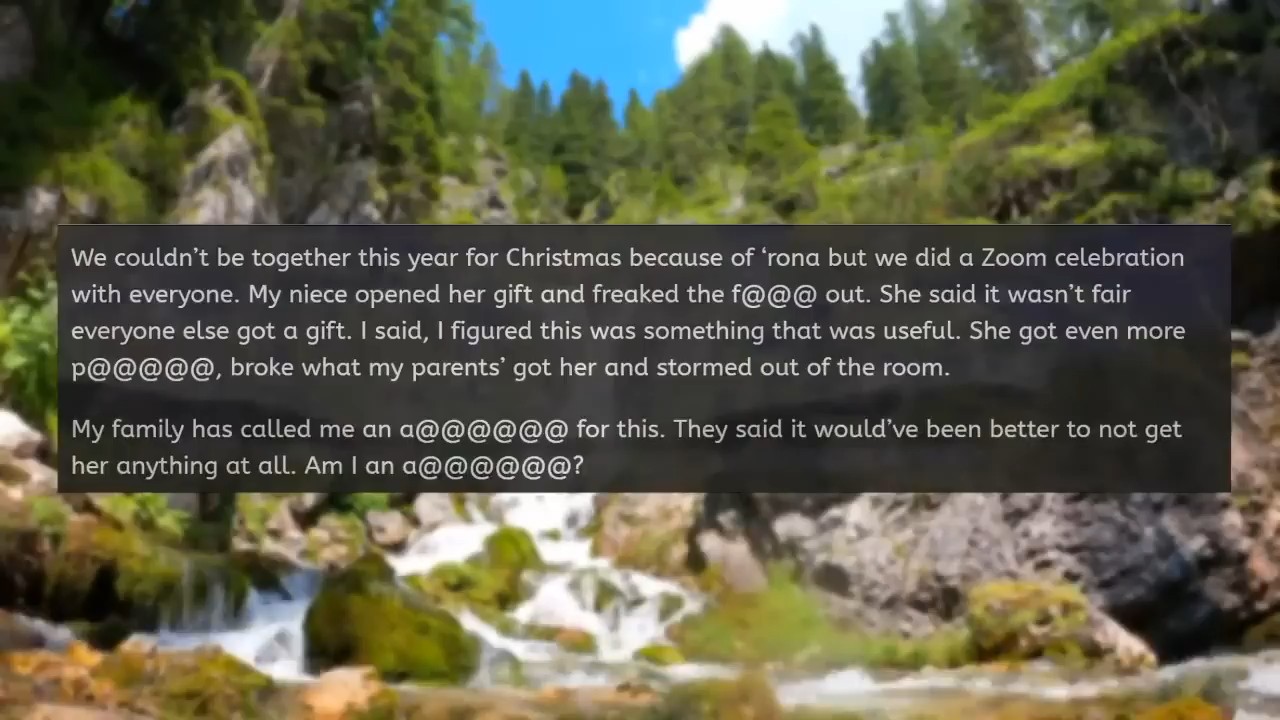 We couldn’t be together this year for Christmas because of ‘rona but we did a Zoom celebration
with everyone. My niece opened her gift and freaked the f@@@ out. She said it wasn’t fair
everyone else got a gift. I said, I figured this was something that was useful. She got even more
p@@@@@, broke what my parents’ got her and stormed out of the room.
My family has called me an a@@@@@@ for this. They said it would’ve been better to not get
her anything at all. Am I an a@@@@@@?